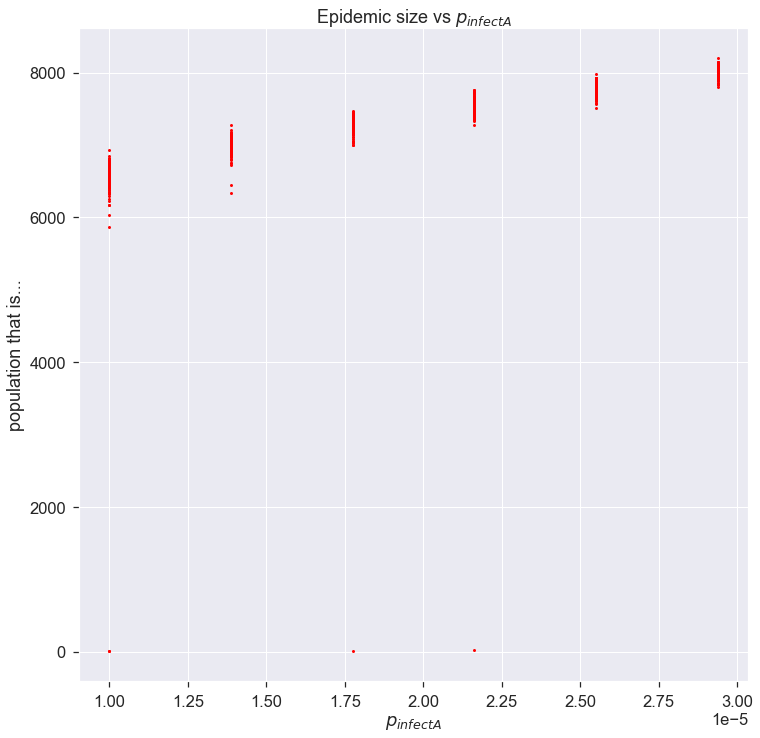 Epidemic size vs p_infectA
8000
6000
4000
2000
0
population that is...
1.00 1.25 1.50 1.75 2.00 2.25 2.50 2.75 3.00
1e−5
p_infectA